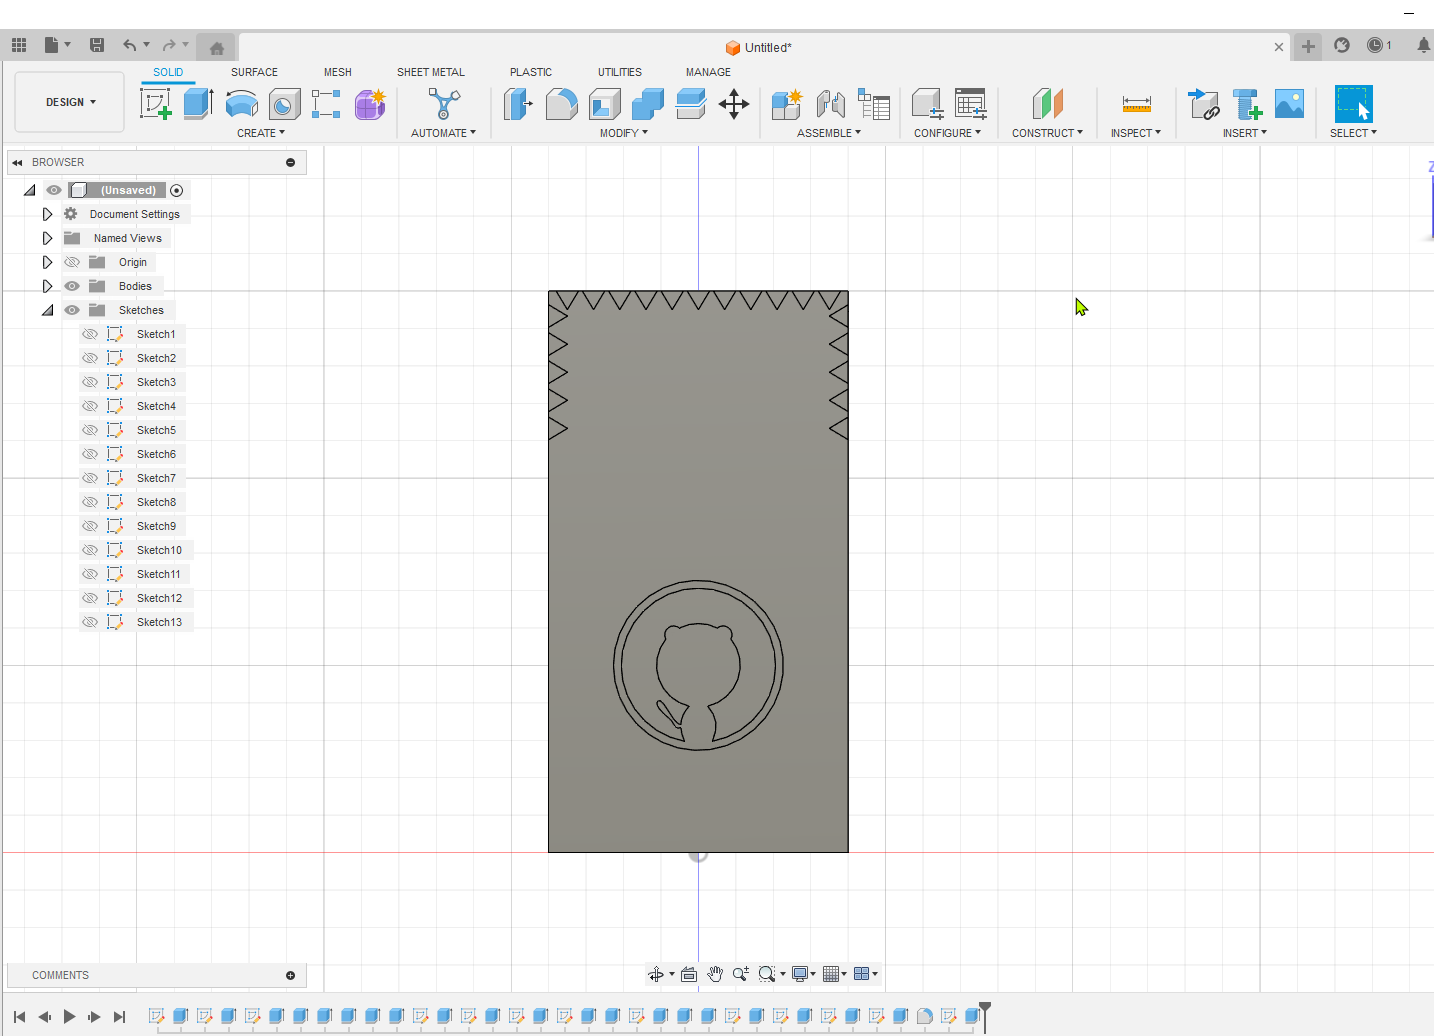 Untitled*
1
DESIGN
SOLID
SURFACE
MESH
SHEET METAL
PLASTIC
UTILITIES
MANAGE
CREATE
AUTOMATE
MODIFY
ASSEMBLE
CONFIGURE
CONSTRUCT
INSPECT
INSERT
SELECT
BROWSER
(Unsaved)
Document Settings
Named Views
Origin
Bodies
Sketches
Sketch1
Sketch2
Sketch3
Sketch4
Sketch5
Sketch6
Sketch7
Sketch8
Sketch9
Sketch10
Sketch11
Sketch12
Sketch13
Z
COMMENTS